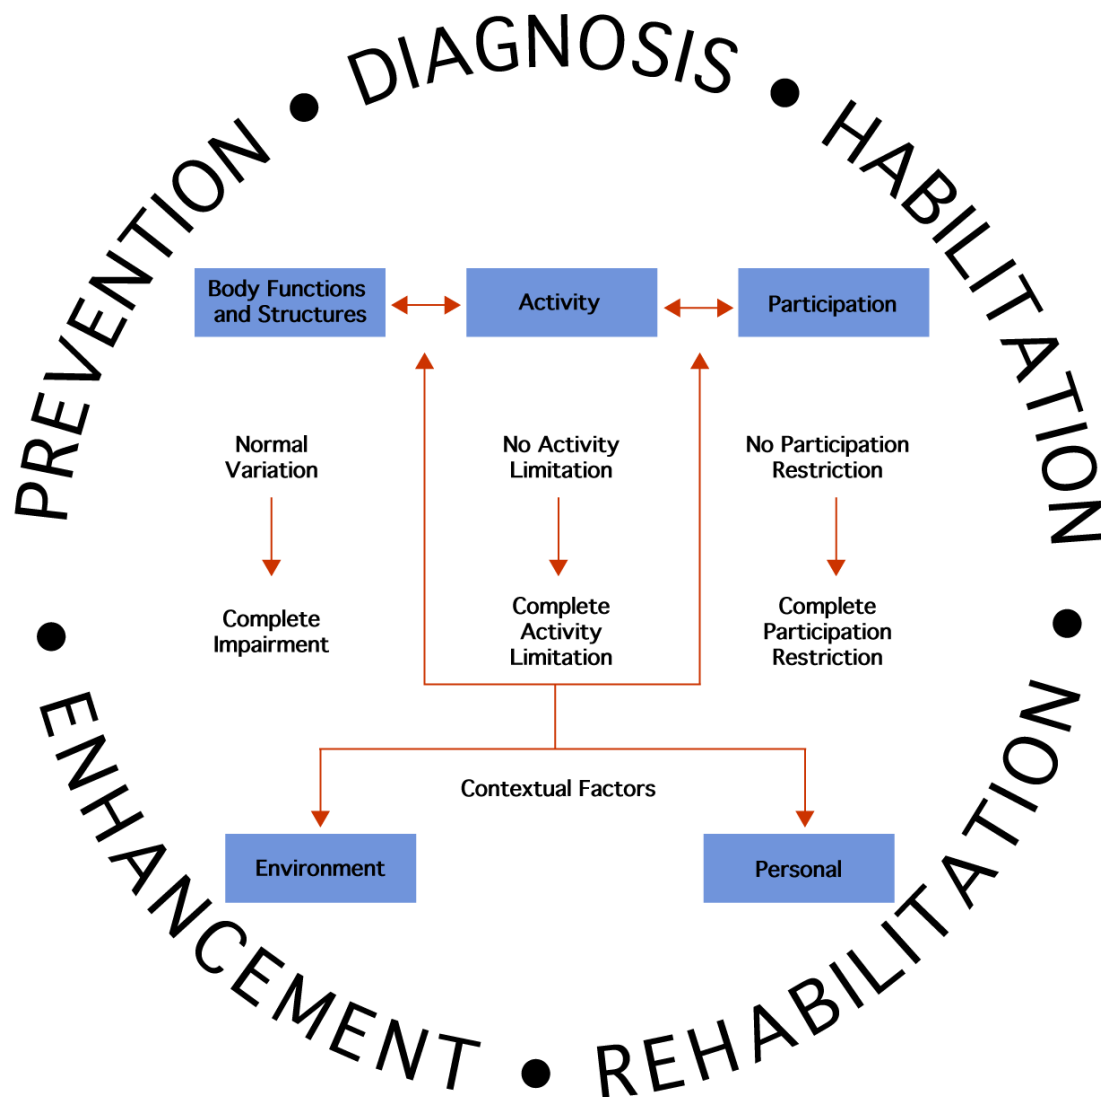 PREVENTION • DIAGNOSIS • HABILITATION
• ENHANCEMENT • REHABILITATION •
Body Functions
and Structures
Activity
Participation
Normal
Variation
No Activity
Limitation
No Participation
Restriction
Complete
Impairment
Complete
Activity
Limitation
Complete
Participation
Restriction
Contextual Factors
Environment
Personal